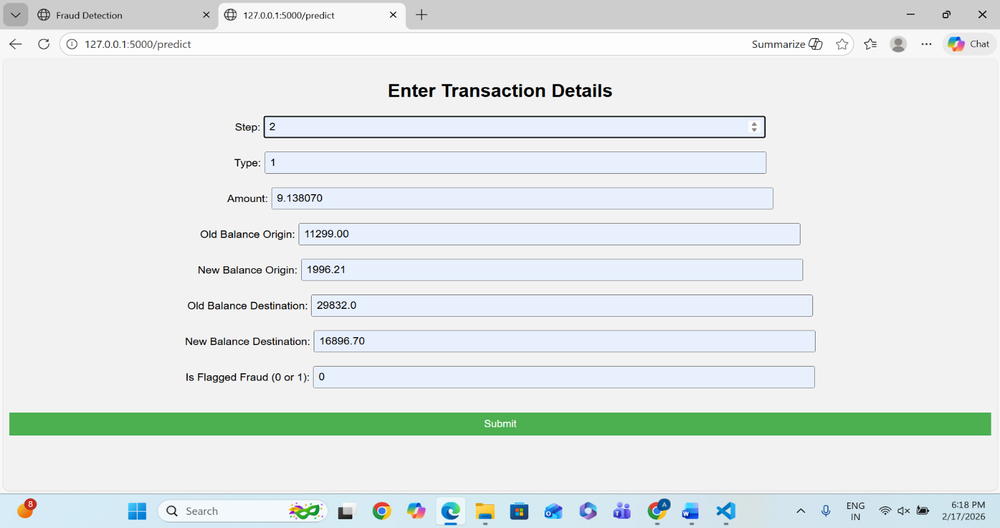 Fraud Detection
127.0.0.1:5000/predict
127.0.0.1:5000/predict
Summarize
Chat
Enter Transaction Details
Step: 2
Type: 1
Amount: 9.138070
Old Balance Origin: 11299.00
New Balance Origin: 1996.21
Old Balance Destination: 29832.0
New Balance Destination: 16896.70
Is Flagged Fraud (0 or 1): 0
Submit
8
Search
A
ENG
IN
6:18 PM
2/17/2026